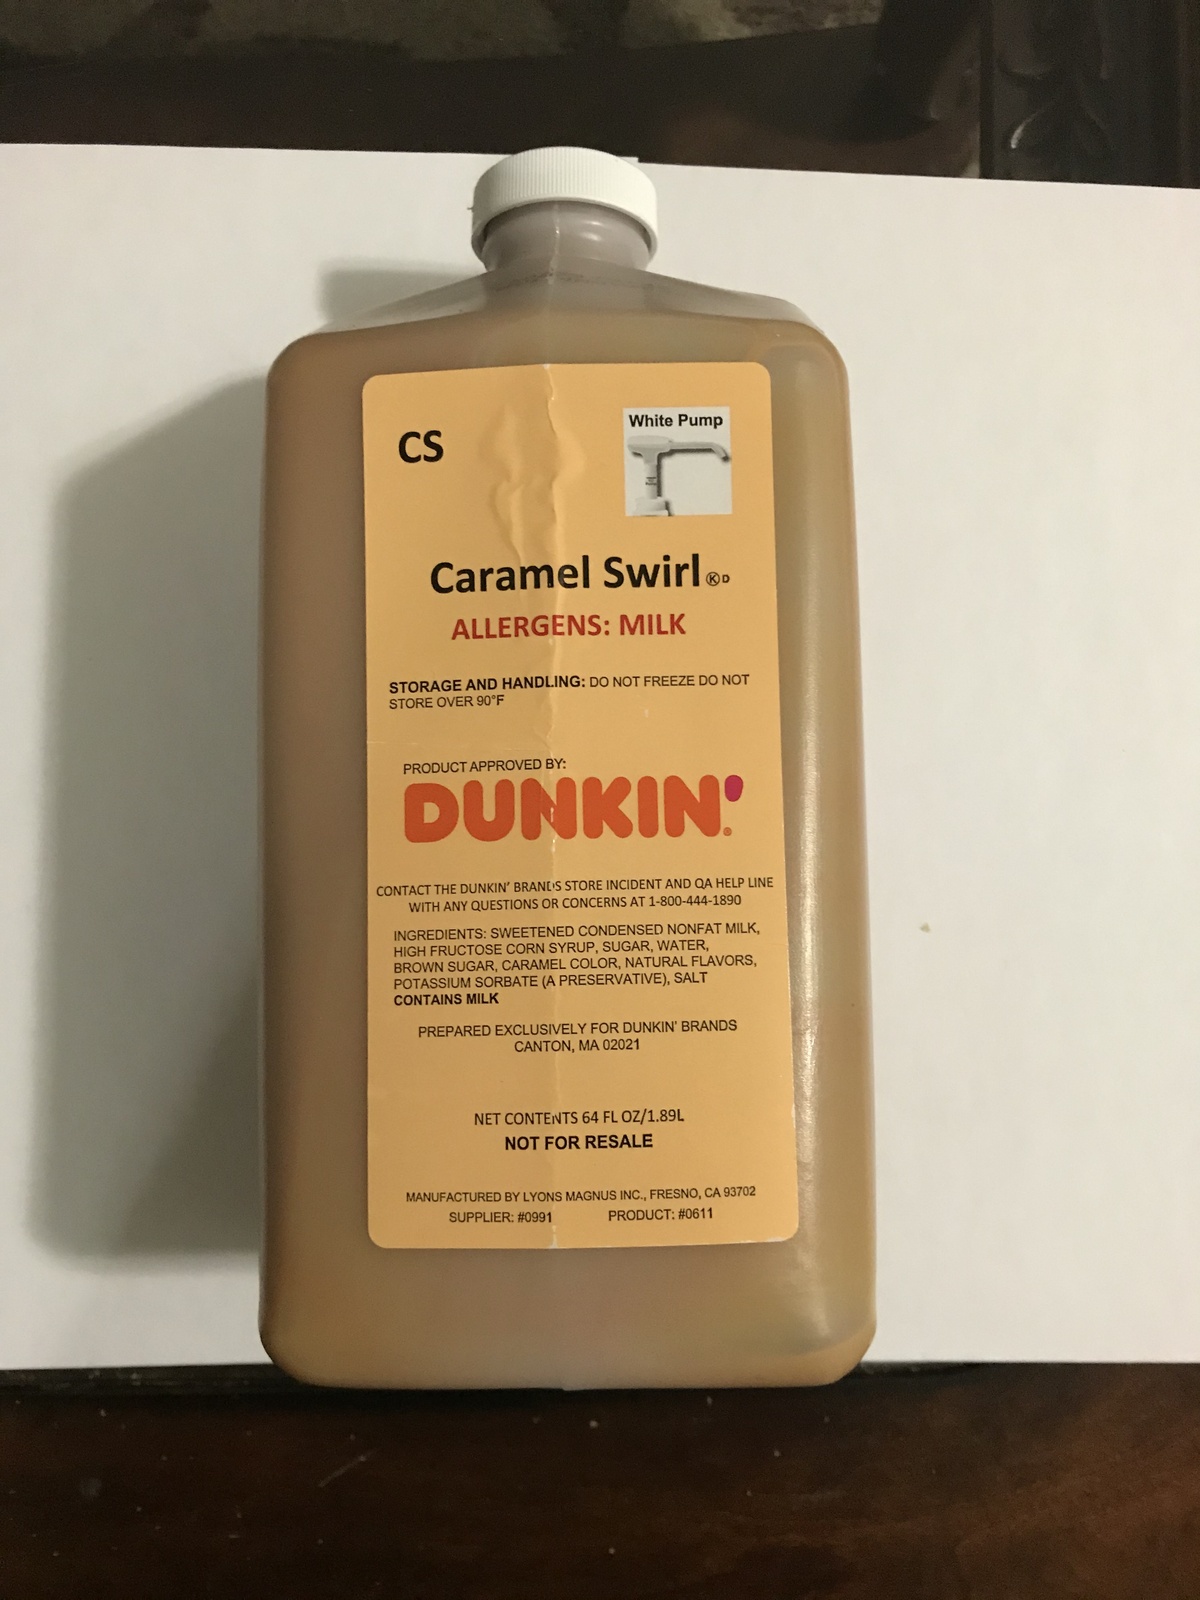 CS
White Pump
Caramel Swirl Ⓚ D
ALLERGENS: MILK
STORAGE AND HANDLING: DO NOT FREEZE DO NOT
STORE OVER 90°F
PRODUCT APPROVED BY:
DUNKIN'®
CONTACT THE DUNKIN' BRANDS STORE INCIDENT AND QA HELP LINE
WITH ANY QUESTIONS OR CONCERNS AT 1-800-444-1890
INGREDIENTS: SWEETENED CONDENSED NONFAT MILK,
HIGH FRUCTOSE CORN SYRUP, SUGAR, WATER,
BROWN SUGAR, CARAMEL COLOR, NATURAL FLAVORS,
POTASSIUM SORBATE (A PRESERVATIVE), SALT
CONTAINS MILK
PREPARED EXCLUSIVELY FOR DUNKIN' BRANDS
CANTON, MA 02021
NET CONTENTS 64 FL OZ/1.89L
NOT FOR RESALE
MANUFACTURED BY LYONS MAGNUS INC., FRESNO, CA 93702
SUPPLIER: #0991 PRODUCT: #0611